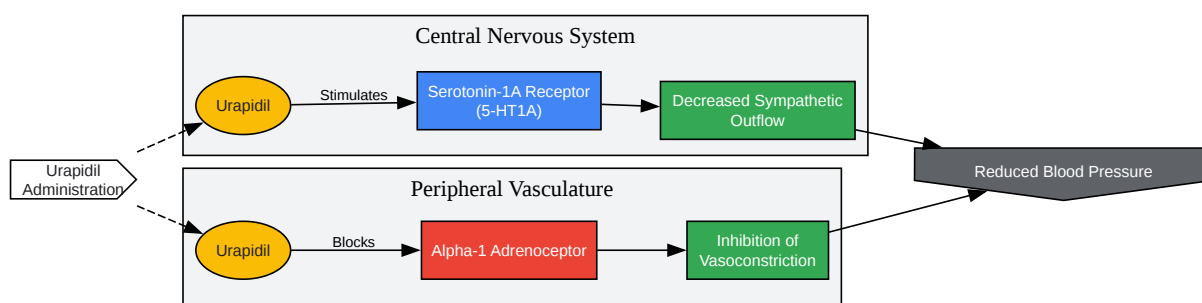 Central Nervous System
Urapidil
Stimulates
Serotonin-1A Receptor
(5-HT1A)
Decreased Sympathetic
Outflow
Urapidil
Administration
Reduced Blood Pressure
Peripheral Vasculature
Urapidil
Blocks
Alpha-1 Adrenoceptor
Inhibition of
Vasoconstriction